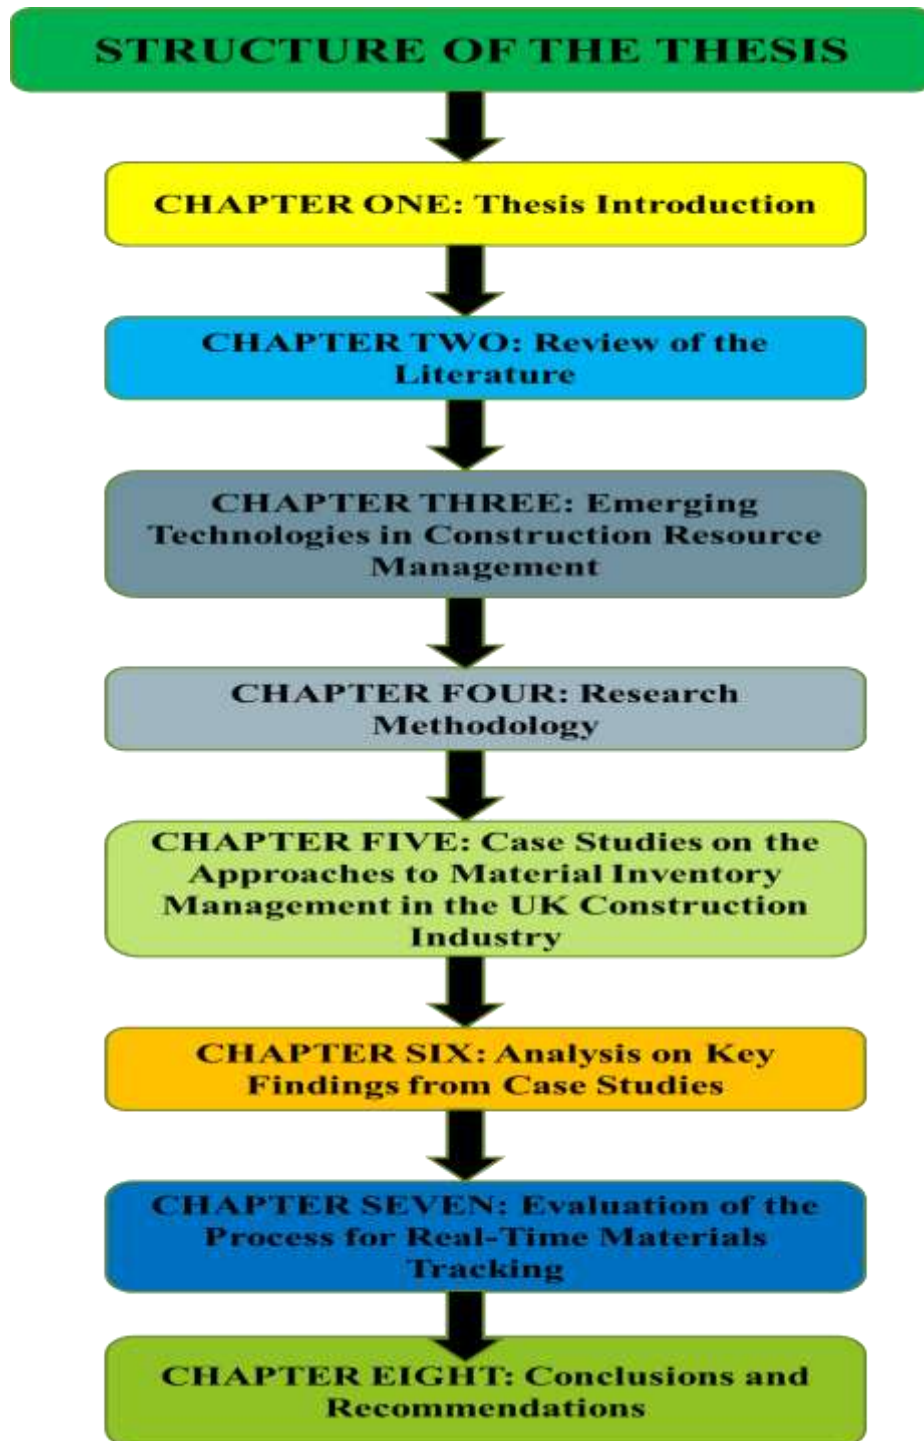 STRUCTURE OF THE THESIS
CHAPTER ONE: Thesis Introduction
CHAPTER TWO: Review of the
Literature
CHAPTER THREE: Emerging
Technologies in Construction Resource
Management
CHAPTER FOUR: Research
Methodology
CHAPTER FIVE: Case Studies on the
Approaches to Material Inventory
Management in the UK Construction
Industry
CHAPTER SIX: Analysis on Key
Findings from Case Studies
CHAPTER SEVEN: Evaluation of the
Process for Real-Time Materials
Tracking
CHAPTER EIGHT: Conclusions and
Recommendations